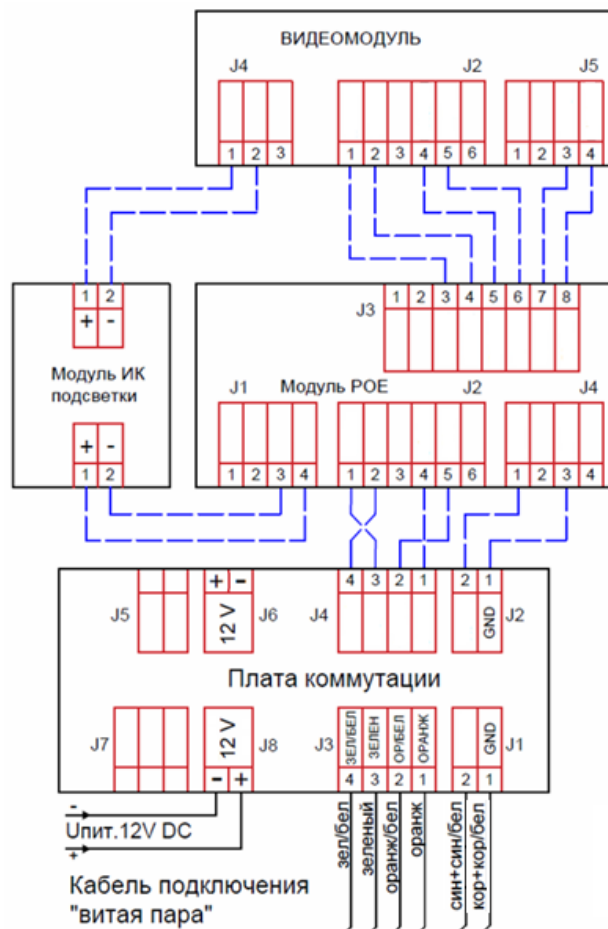 ВИДЕОМОДУЛЬ
J4 J2 J5
1 2 3 1 2 3 4 5 6 1 2 3 4
1 2
+ -
Модуль ИК
подсветки
+ -
1 2
1 2 3 4 5 6 7 8
J3
J1 Модуль POE J2 J4
1 2 3 4 1 2 3 4 5 6 1 2 3 4
+ - 4 3 2 1 2 1
J5 12 V J6 J4 GND J2
Плата коммутации
J7 12 V J8 J3 ЗЕЛ/БЕЛ ЗЕЛЕН ОР/БЕЛ ОРАНЖ GND J1
- + 4 3 2 1 2 1
-
Uпит.12V DC
+
зел/бел зеленый оранж/бел оранж син+син/бел кор+кор/бел
Кабель подключения
"витая пара"